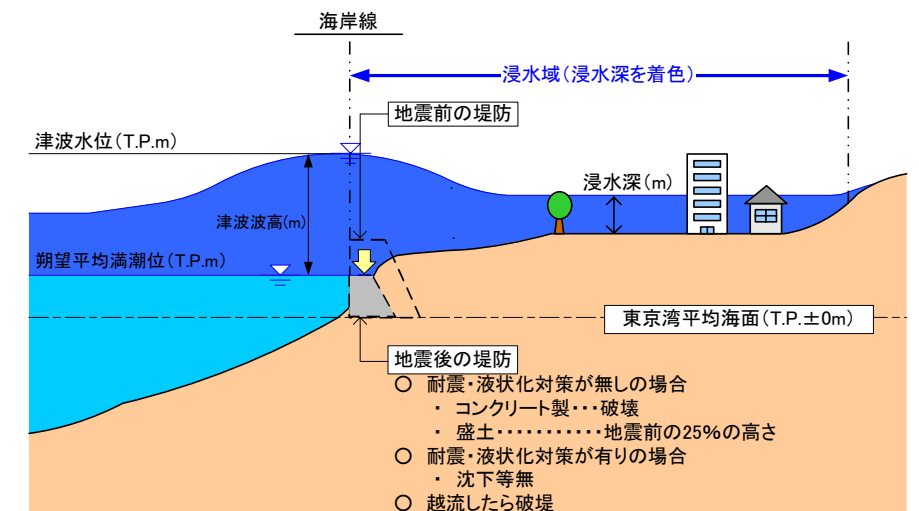 海岸線
浸水域(浸水深を着色)
地震前の堤防
津波水位(T.P.m)
浸水深(m)
津波波高(m)
朔望平均満潮位(T.P.m)
東京湾平均海面(T.P.±0m)
地震後の堤防
○ 耐震・液状化対策が無しの場合
・ コンクリート製・・・破壊
・ 盛土・・・・・・・・・・・地震前の25%の高さ
○ 耐震・液状化対策が有りの場合
・ 沈下等無
○ 越流したら破堤